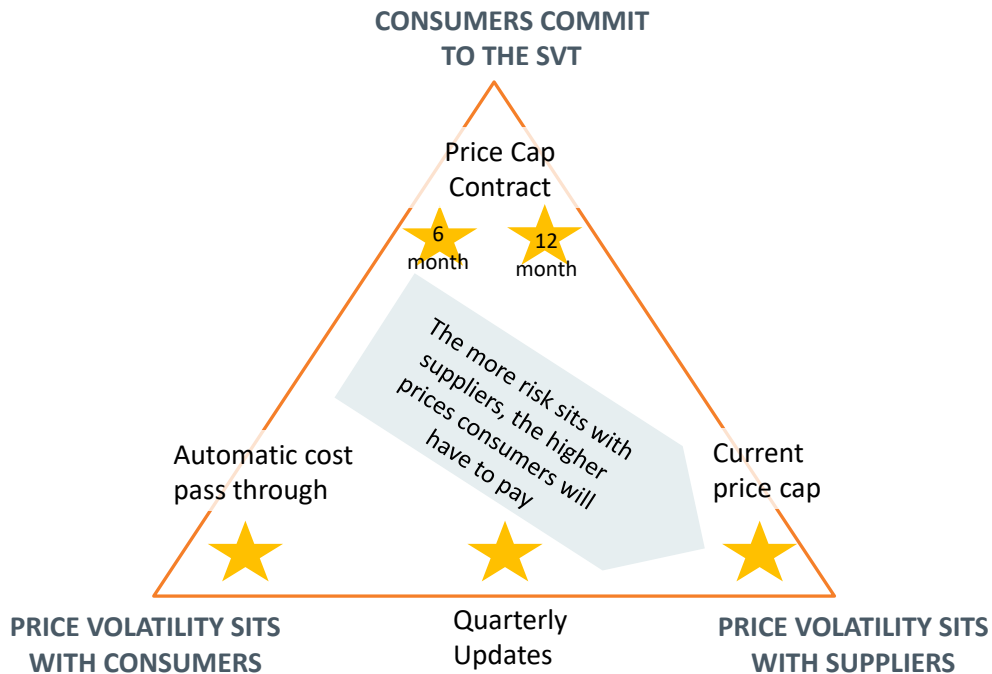 CONSUMERS COMMIT
TO THE SVT
Price Cap
Contract
6
month
12
month
The more risk sits with
suppliers, the higher
prices consumers will
have to pay
Automatic cost
pass through
Current
price cap
Quarterly
Updates
PRICE VOLATILITY SITS
WITH CONSUMERS
PRICE VOLATILITY SITS
WITH SUPPLIERS